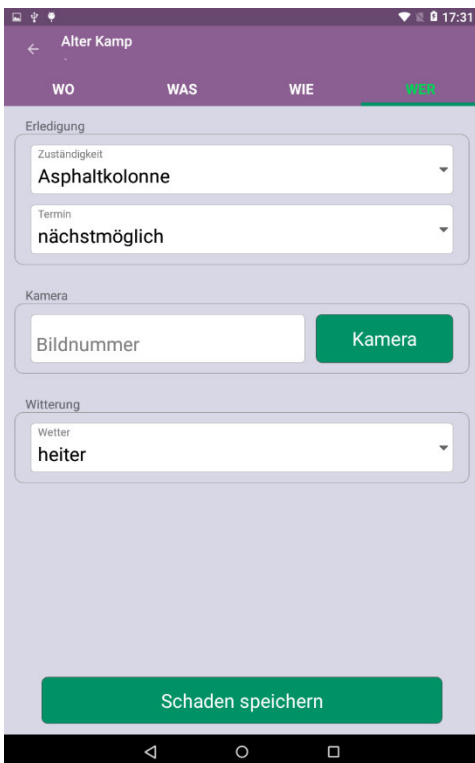 17:31
Alter Kamp
WO WAS WIE WER
Erledigung
Zuständigkeit
Asphaltkolonne
Termin
nächstmöglich
Kamera
Bildnummer Kamera
Witterung
Wetter
heiter
Schaden speichern